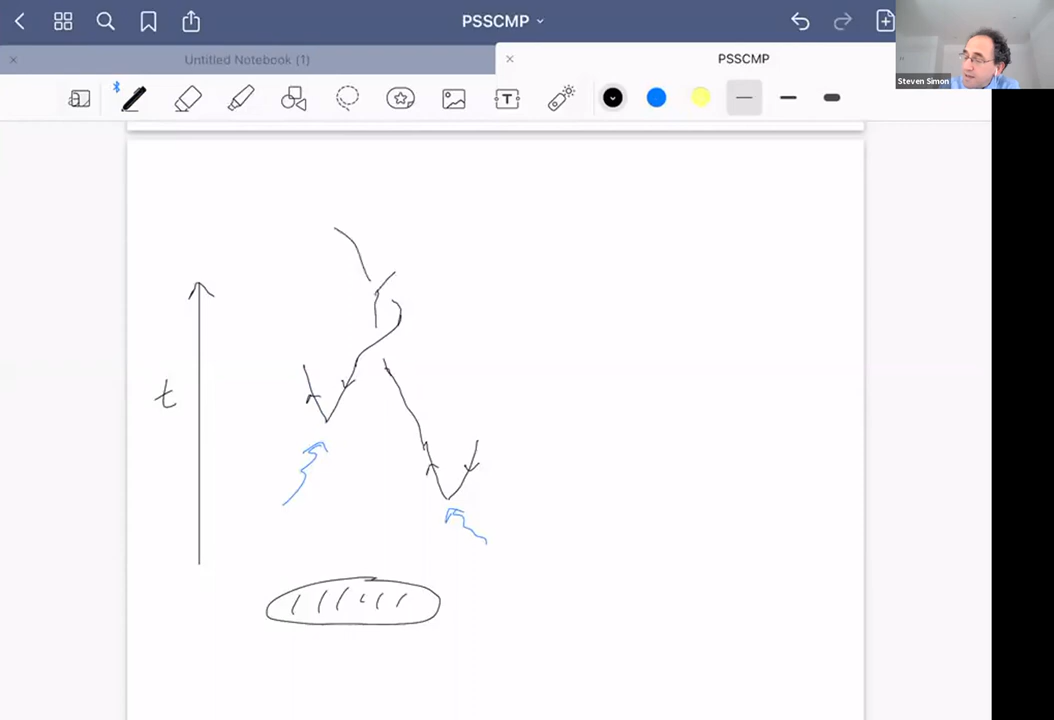 PSSCMP
Untitled Notebook (1)
PSSCMP
T
Steven Simon
t